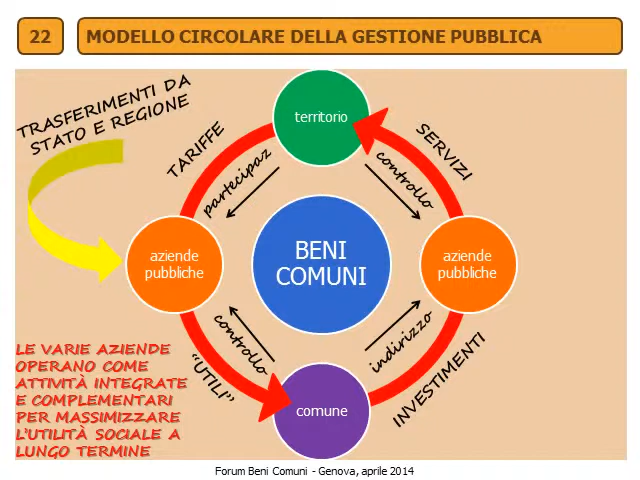 22
MODELLO CIRCOLARE DELLA GESTIONE PUBBLICA
TRASFERIMENTI DA
STATO E REGIONE
territorio
TARIFFE
SERVIZI
partecipaz
controllo
aziende
pubbliche
BENI
COMUNI
aziende
pubbliche
controllo
indirizzo
"UTILI"
INVESTIMENTI
comune
LE VARIE AZIENDE
OPERANO COME
ATTIVITÀ INTEGRATE
E COMPLEMENTARI
PER MASSIMIZZARE
L'UTILITÀ SOCIALE A
LUNGO TERMINE
Forum Beni Comuni - Genova, aprile 2014